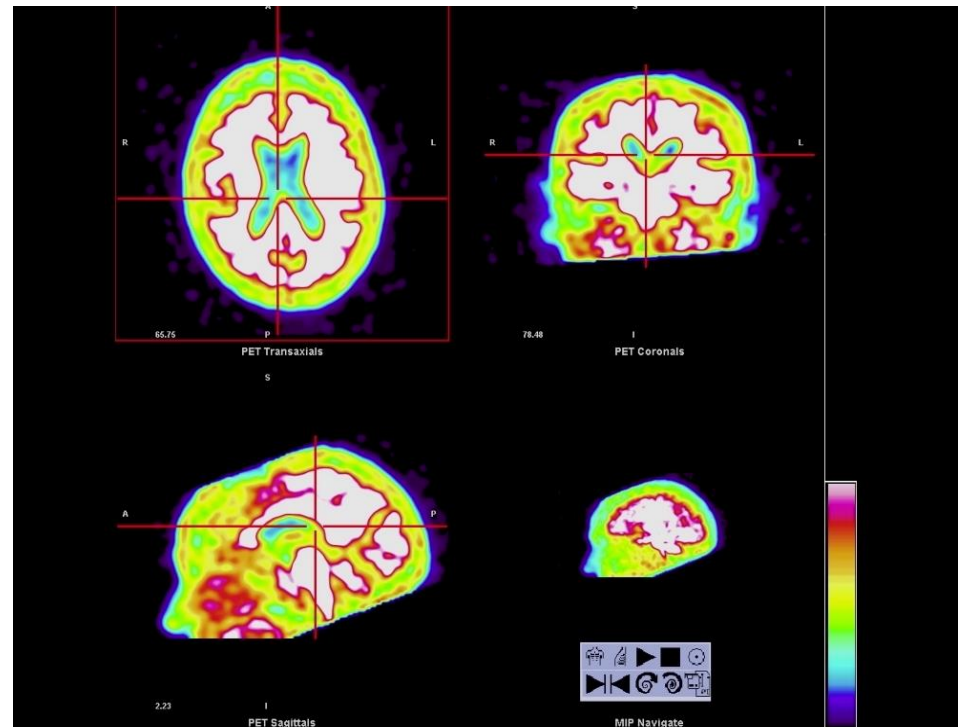 A
S
R
L
R
L
65.75
P
78.48
I
PET Transaxials
PET Coronals
S
A
P
2.23
I
PET Sagittals
MIP Navigate